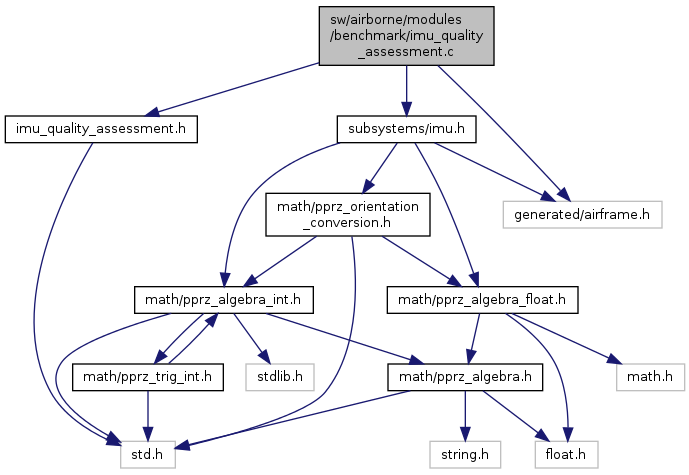 sw/airborne/modules
/benchmark/imu_quality
_assessment.c
imu_quality_assessment.h
subsystems/imu.h
math/pprz_orientation
_conversion.h
generated/airframe.h
math/pprz_algebra_int.h
math/pprz_algebra_float.h
math/pprz_trig_int.h
stdlib.h
math/pprz_algebra.h
math.h
std.h
string.h
float.h